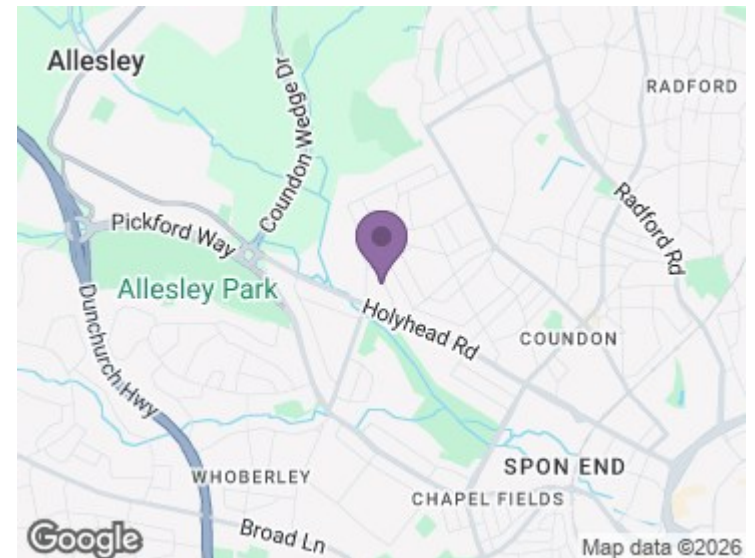 Allesley
Coundon Wedge Dr
RADFORD
Radford Rd
Pickford Way
Allesley Park
Dunchurch Hwy
Holyhead Rd
COUNDON
WHOBERLEY
SPON END
CHAPEL FIELDS
Broad Ln
Google
Map data ©2026